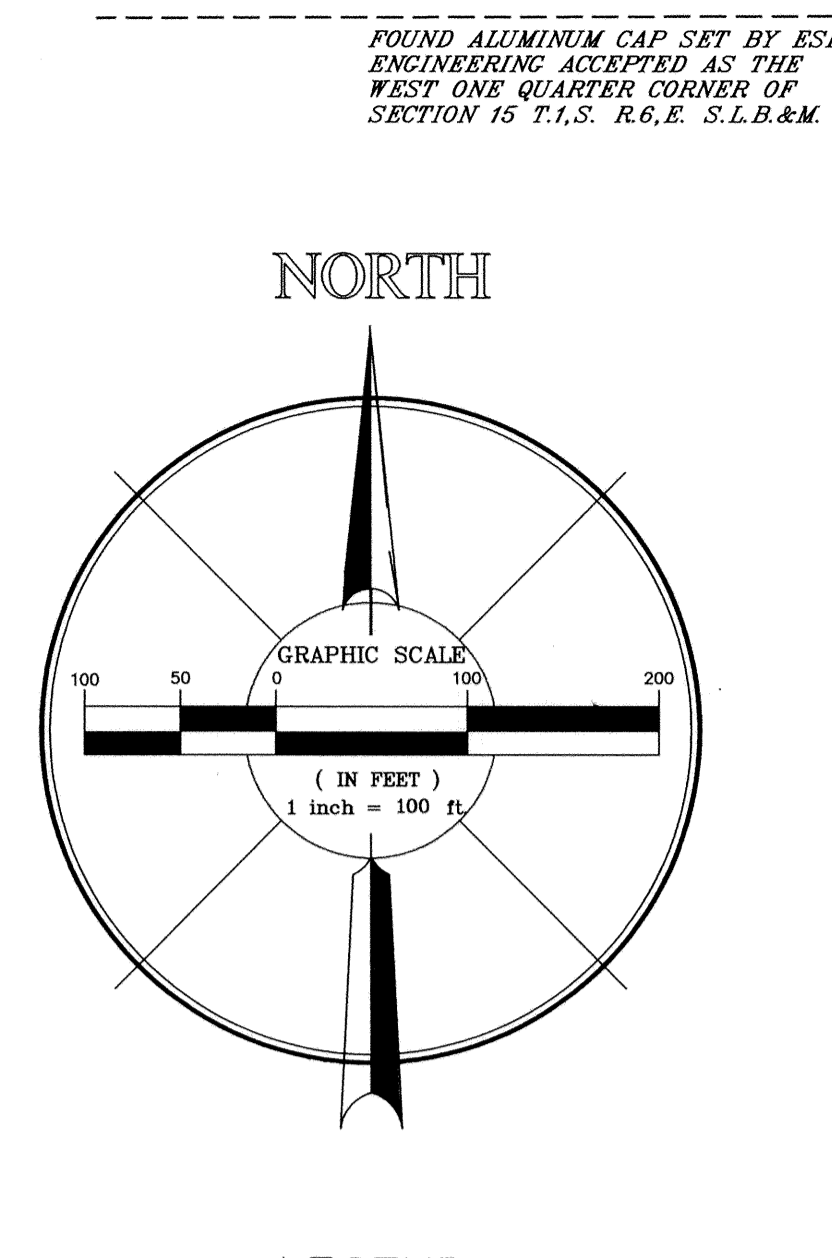 FOUND ALUMINUM CAP SET BY
ENGINEERING ACCEPTED AS THE
WEST ONE QUARTER CORNER OF
SECTION 15 T.1,S. R.6,E. S.L.B.&M.
NORTH
GRAPHIC SCALE
100 50 0 100 200
( IN FEET )
1 inch = 100 ft.